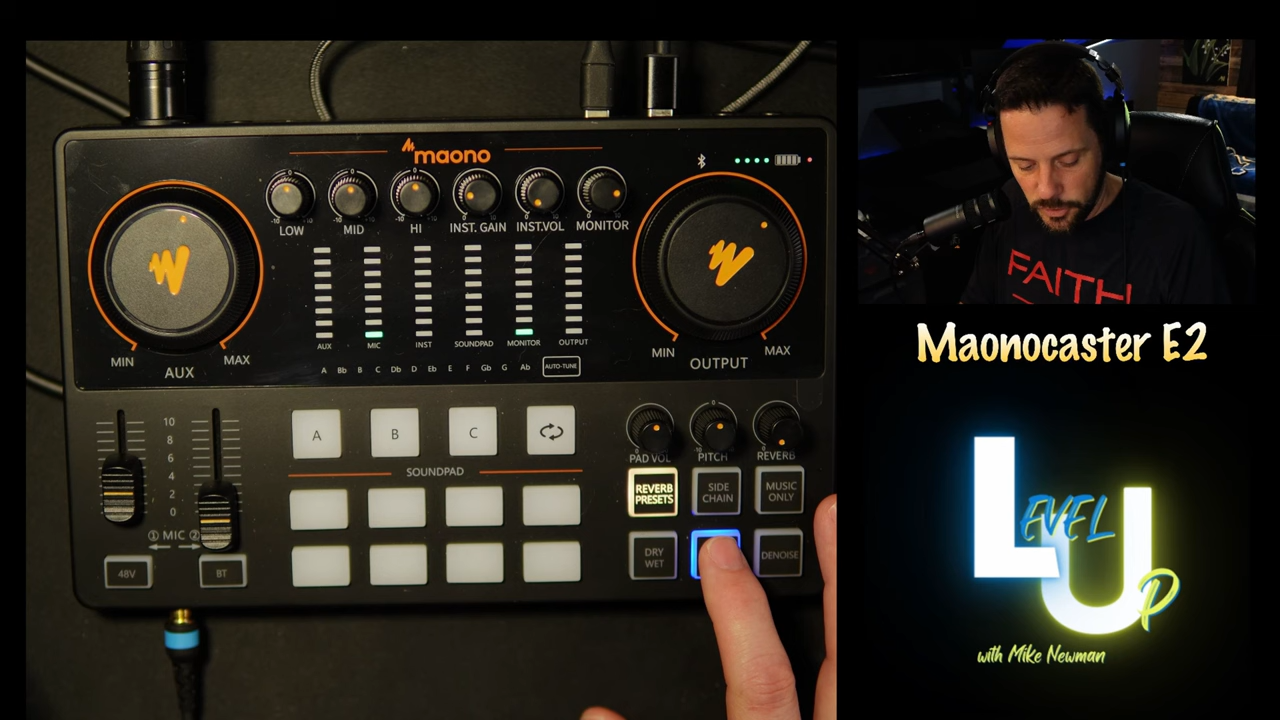 maono
LOW
MID
HI
INST. GAIN
INST.VOL
MONITOR
AUX
MIC
INST
SOUNDPAD
MONITOR
OUTPUT
A Bb B C Db D Eb E F Gb G Ab
AUTO-TUNE
MIN
MAX
AUX
MIN
MAX
OUTPUT
10
8
6
4
2
0
① MIC ②
48V
BT
A
B
C
SOUNDPAD
PAD VOL
PITCH
REVERB
REVERB
PRESETS
SIDE
CHAIN
MUSIC
ONLY
DRY
WET
DENOISE
FAITH
Maonocaster E2
LEVEL
UP
with Mike Newman